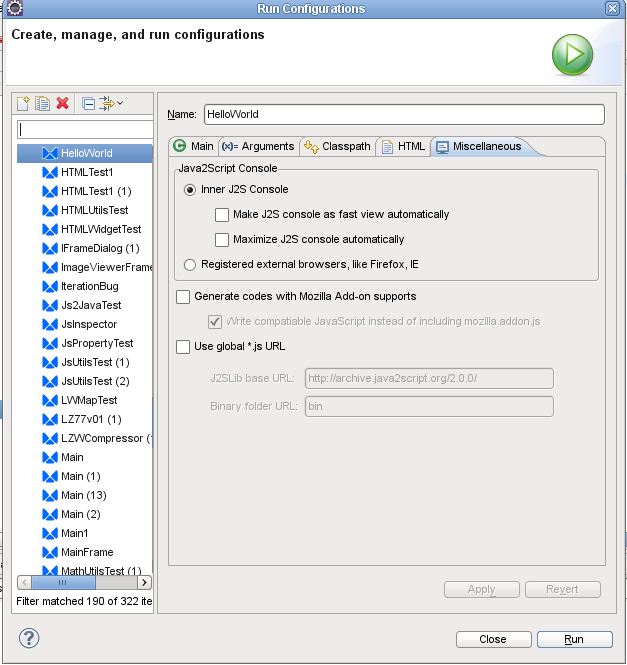 Run Configurations
Create, manage, and run configurations
Name: HelloWorld
Main (x)= Arguments Classpath HTML Miscellaneous
HelloWorld
HTMLTest1
HTMLTest1 (1)
HTMLUtilsTest
HTMLWidgetTest
IFrameDialog (1)
ImageViewerFrame
IterationBug
Js2JavaTest
JsInspector
JsPropertyTest
JsUtilsTest (1)
JsUtilsTest (2)
LWMapTest
LZ77v01 (1)
LZWCompressor (1
Main
Main (1)
Main (13)
Main (2)
Main1
MainFrame
MathUtilsTest (1)
Filter matched 190 of 322 ite
Java2Script Console
Inner J2S Console
Make J2S console as fast view automatically
Maximize J2S console automatically
Registered external browsers, like Firefox, IE
Generate codes with Mozilla Add-on supports
Write compatiable JavaScript instead of including mozilla.addon.js
Use global *.js URL
J2SLib base URL: http://archive.java2script.org/2.0.0/
Binary folder URL: bin
Apply Revert
? Close Run